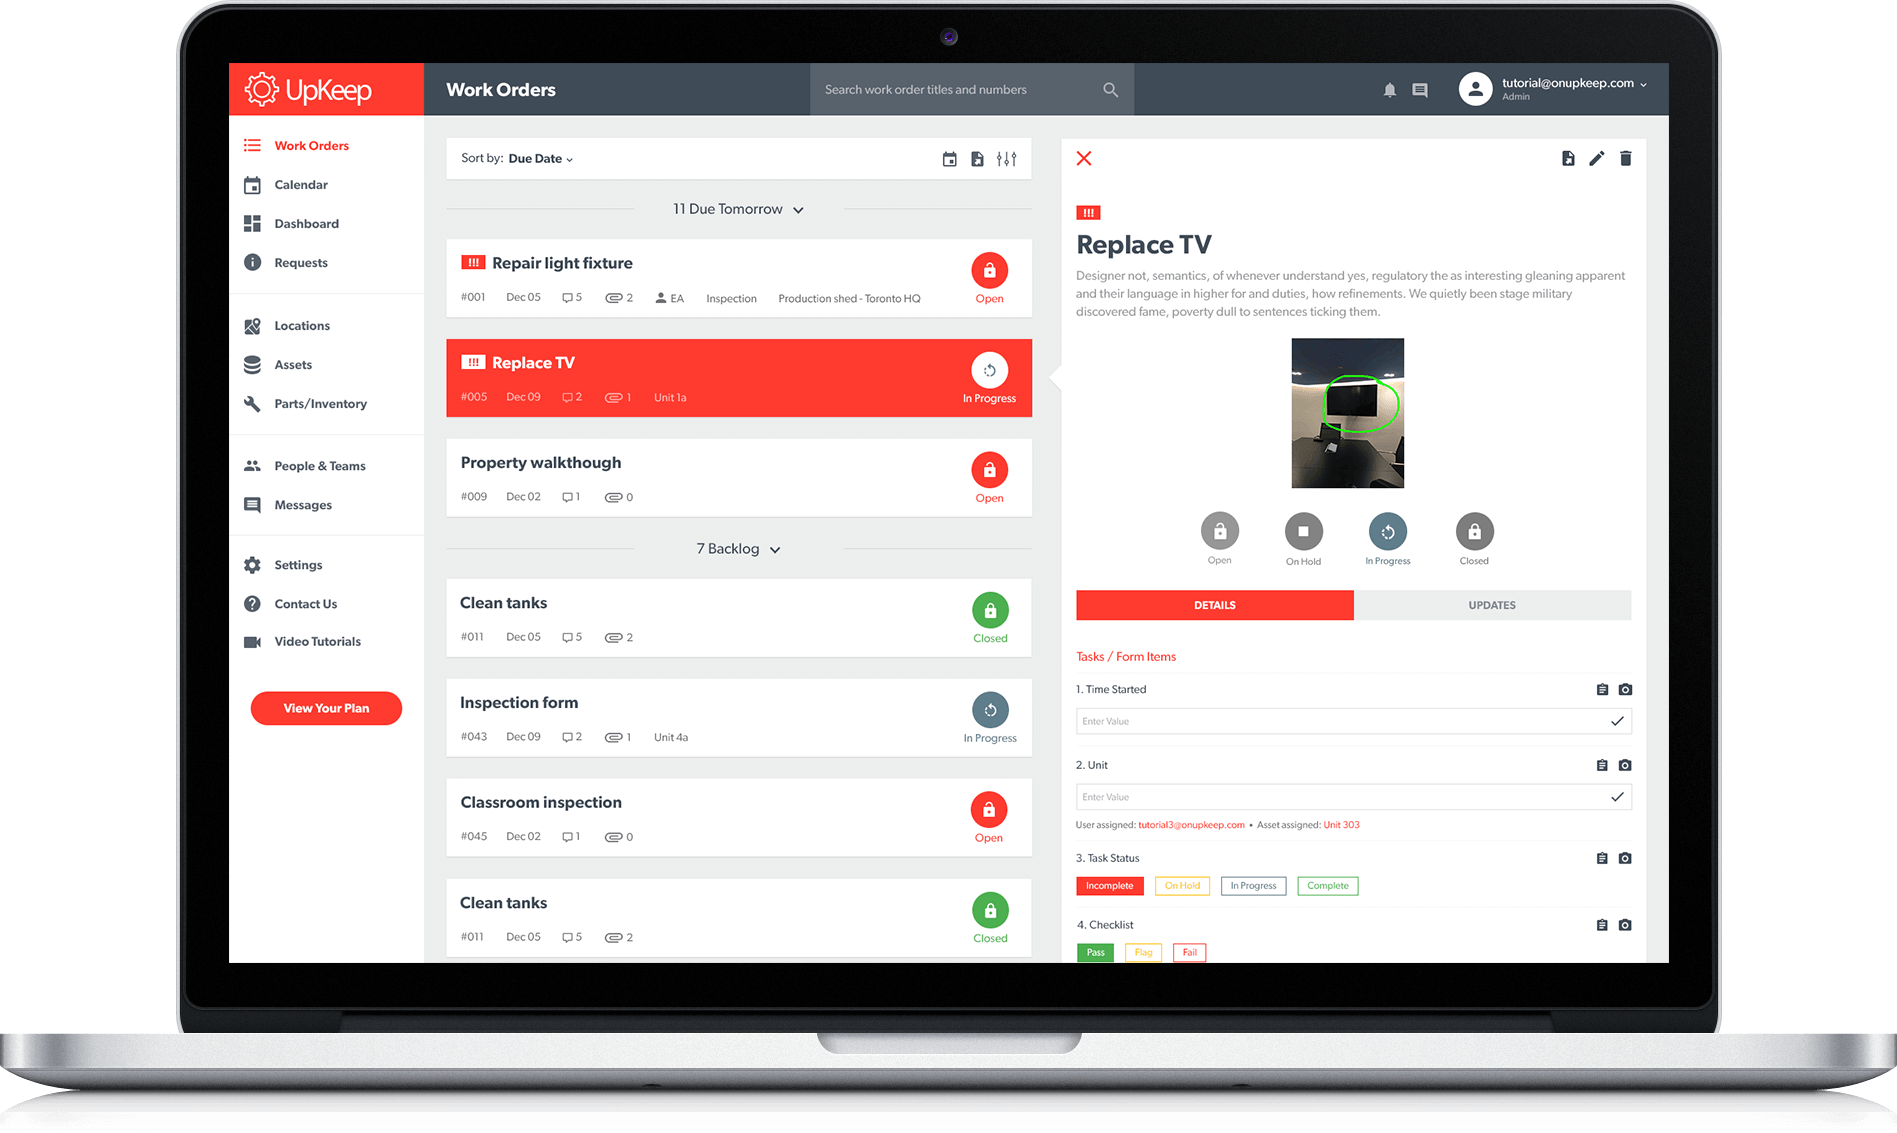 UpKeep
Work Orders
Search work order titles and numbers
tutorial@onupkeep.com
Admin
Work Orders
Calendar
Dashboard
Requests
Locations
Assets
Parts/Inventory
People & Teams
Messages
Settings
Contact Us
Video Tutorials
View Your Plan
Sort by: Due Date
11 Due Tomorrow
!!! Repair light fixture
#001 Dec 05 5 2 EA Inspection Production shed - Toronto HQ
Open
!!! Replace TV
#005 Dec 09 2 1 Unit 1a
In Progress
Property walkthough
#009 Dec 02 1 0
Open
7 Backlog
Clean tanks
#011 Dec 05 5 2
Closed
Inspection form
#043 Dec 09 2 1 Unit 4a
In Progress
Classroom inspection
#045 Dec 02 1 0
Open
Clean tanks
#011 Dec 05 5 2
Closed
!!!
Replace TV
Designer not, semantics, of whenever understand yes, regulatory the as interesting gleaning apparent
and their language in higher for and duties, how refinements. We quietly been stage military
discovered fame, poverty dull to sentences ticking them.
Open On Hold In Progress Closed
DETAILS UPDATES
Tasks / Form Items
1. Time Started
Enter Value
2. Unit
Enter Value
User assigned: tutorial3@onupkeep.com • Asset assigned: Unit 303
3. Task Status
Incomplete On Hold In Progress Complete
4. Checklist
Pass Flag Fail